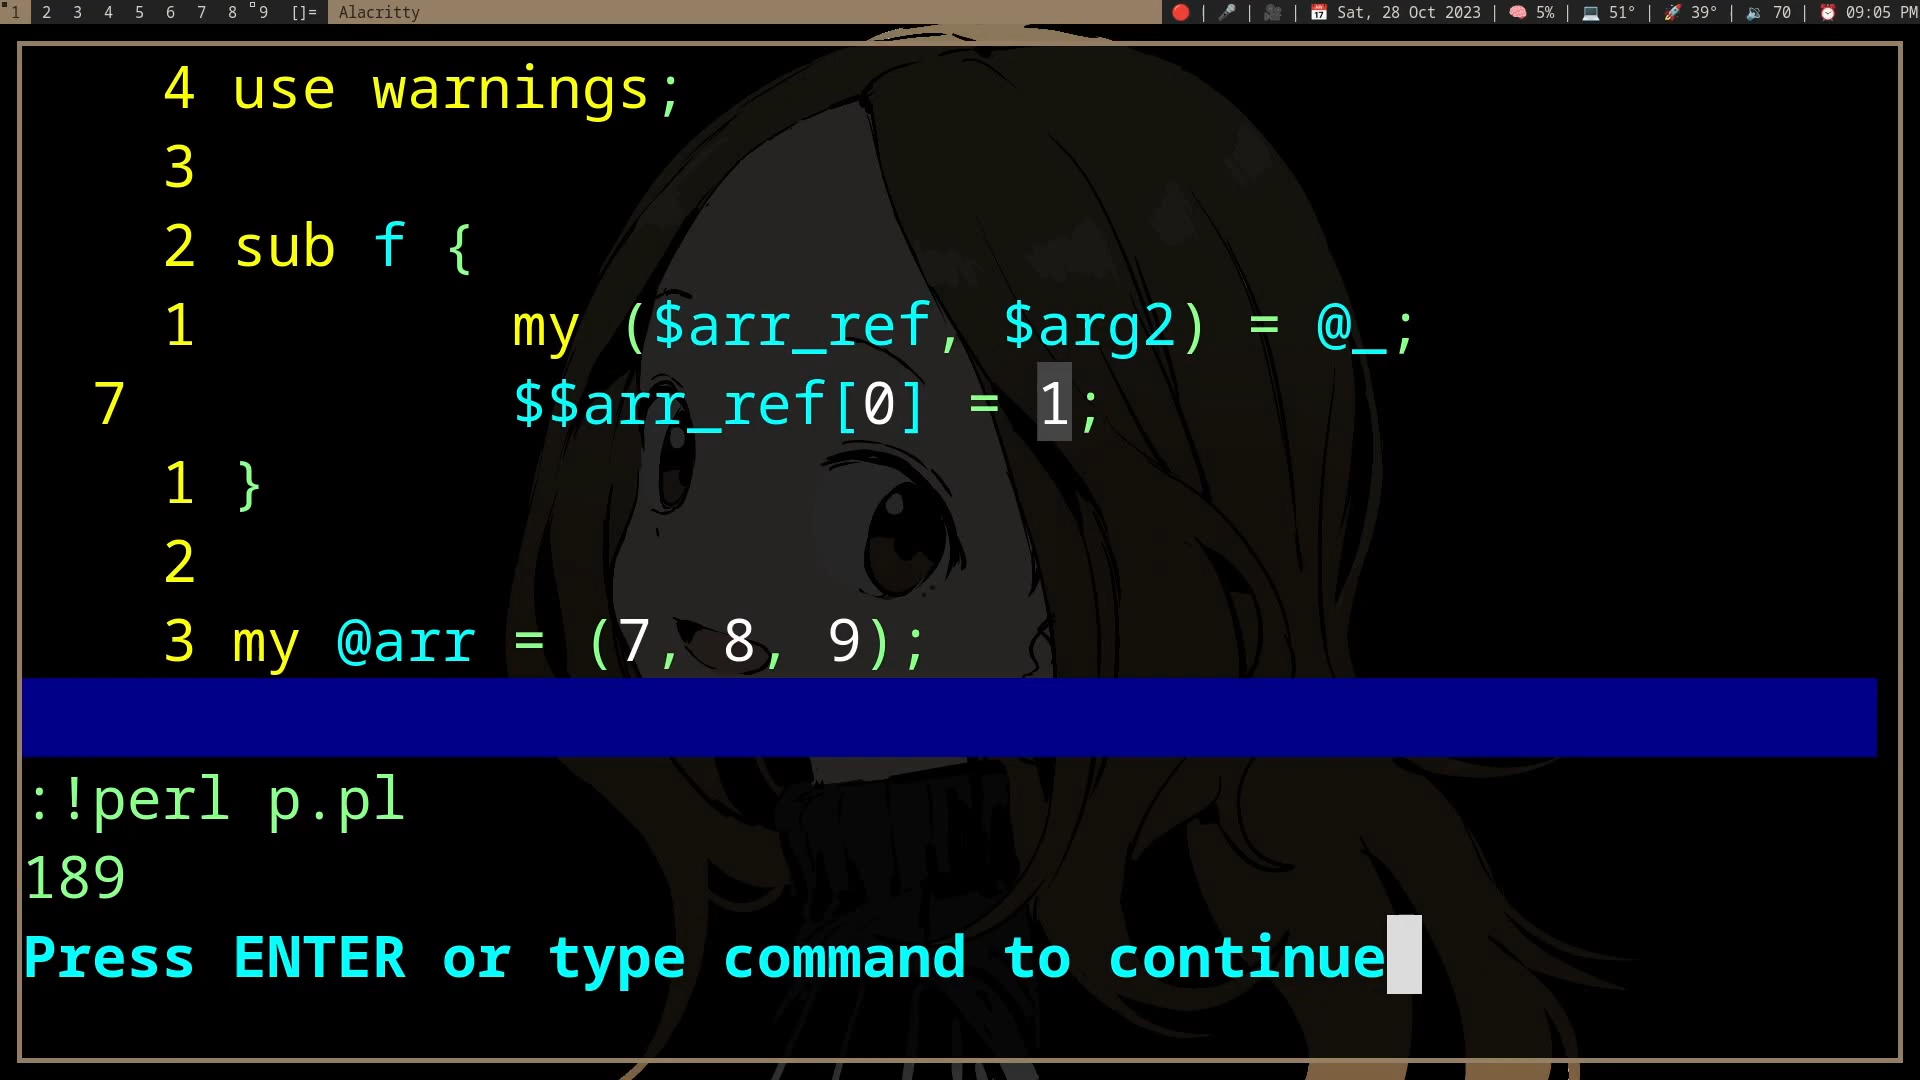 1 2 3 4 5 6 7 8 9 []= Alacritty | | | Sat, 28 Oct 2023 | 5% | 51° | 39° | 70 | 09:05 PM
4 use warnings;
3
2 sub f {
1 my ($arr_ref, $arg2) = @_;
7 $$arr_ref[0] = 1;
1 }
2
3 my @arr = (7, 8, 9);
:!perl p.pl
189
Press ENTER or type command to continue